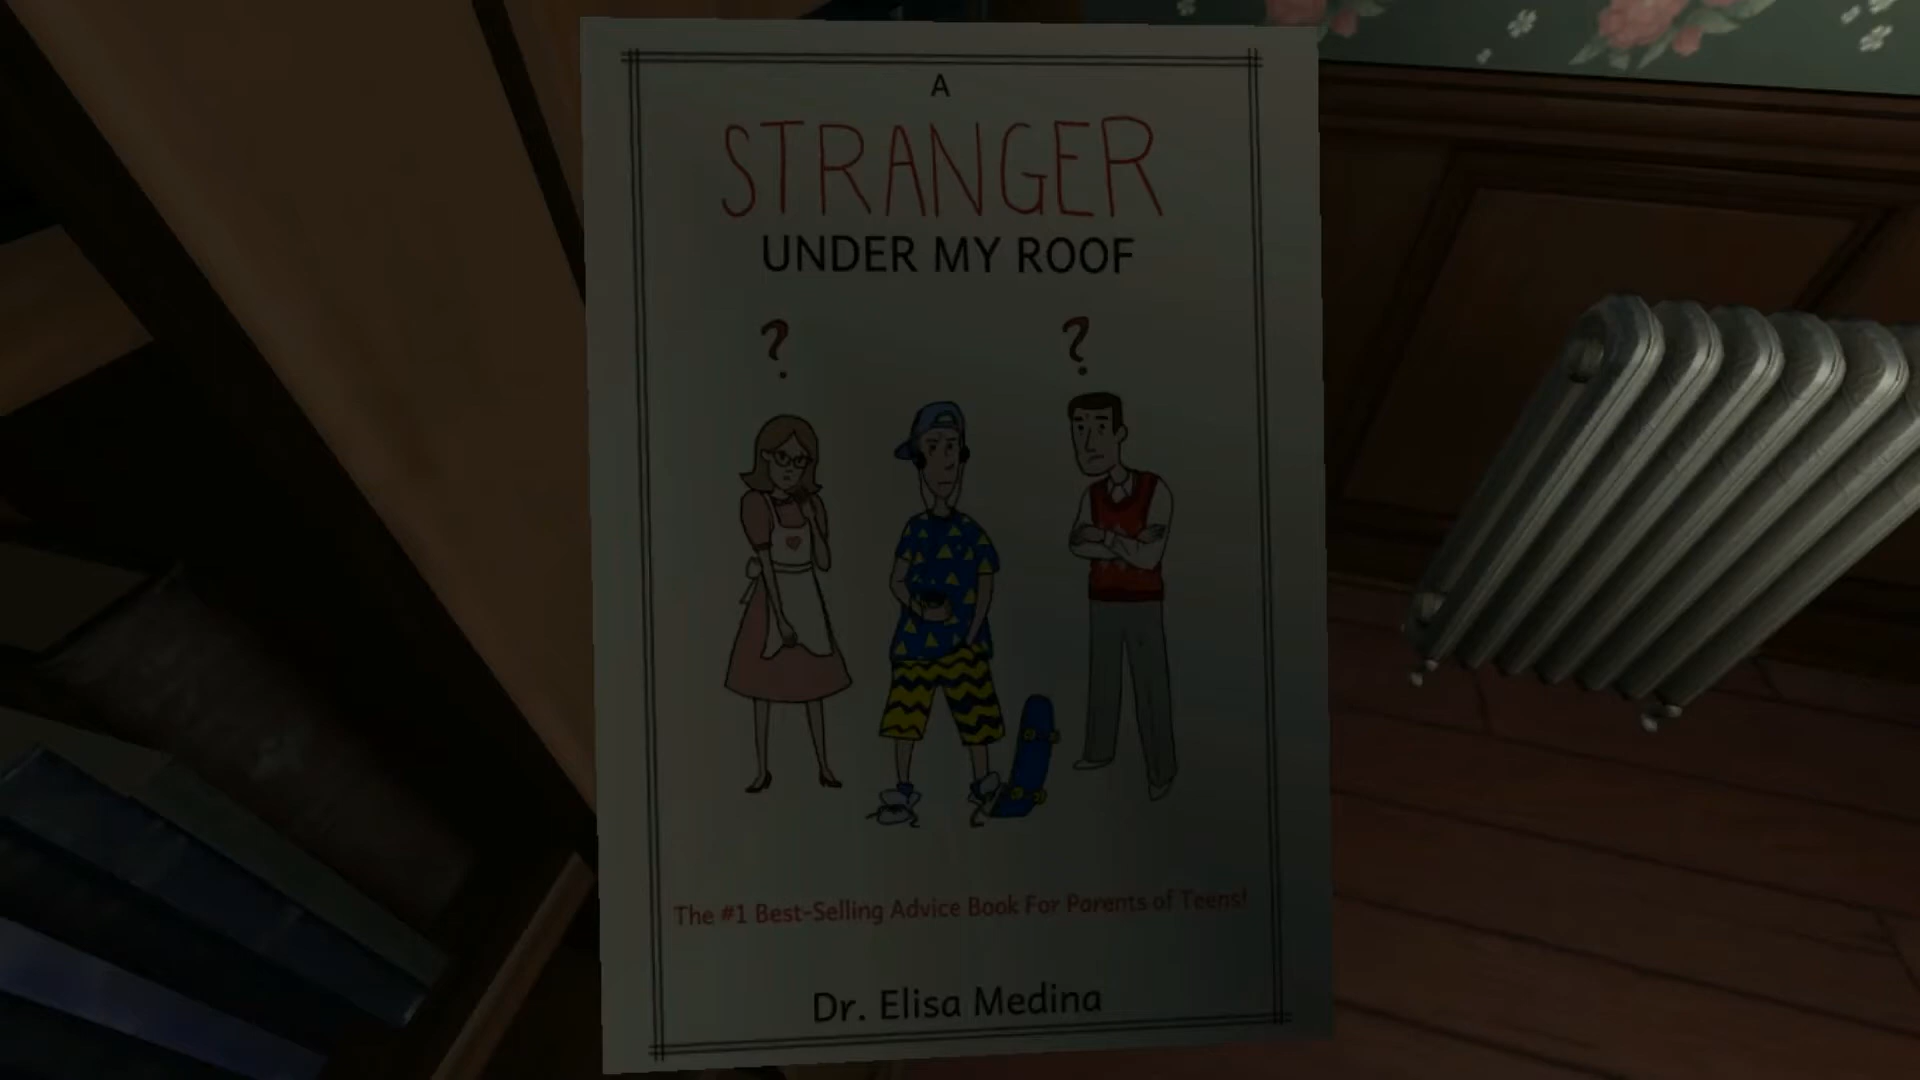 A
STRANGER
UNDER MY ROOF
?
?
The #1 Best-Selling Advice Book For Parents of Teens!
Dr. Elisa Medina